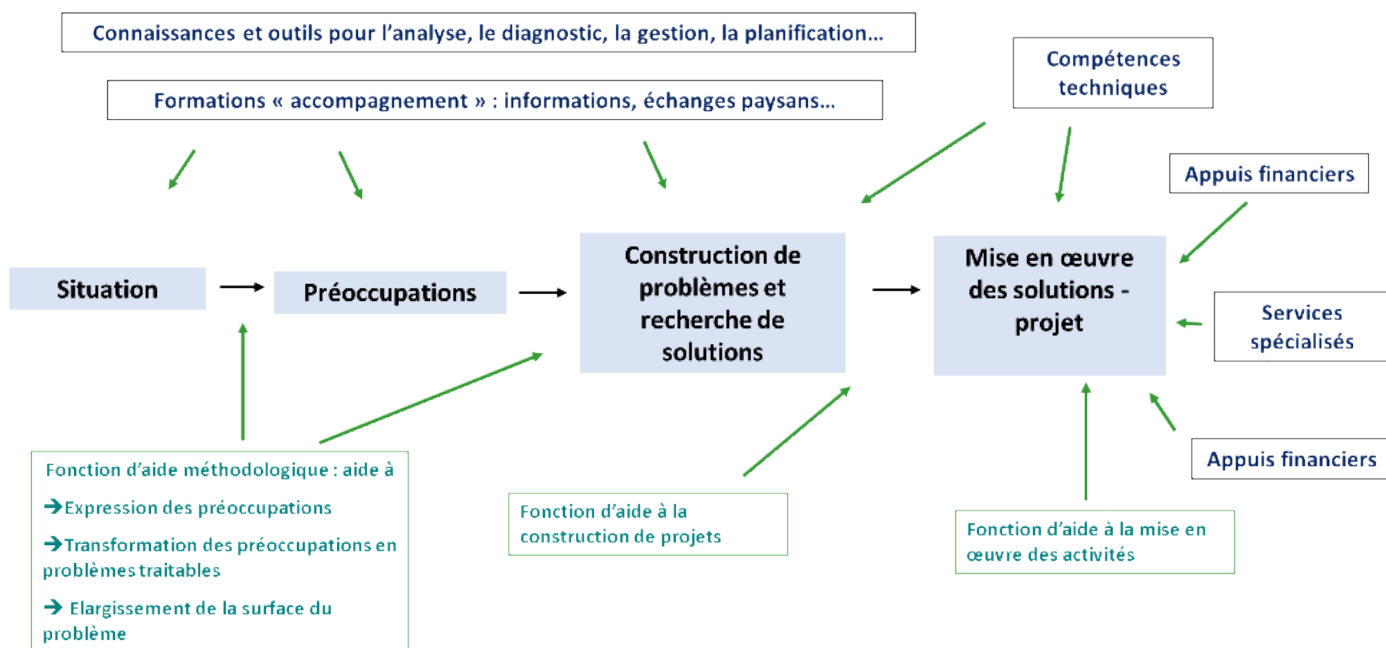 Connaissances et outils pour l’analyse, le diagnostic, la gestion, la planification…
Formations « accompagnement » : informations, échanges paysans…
Compétences
techniques
Appuis financiers
Situation
Préoccupations
Construction de
problèmes et
recherche de
solutions
Mise en œuvre
des solutions -
projet
Services
spécialisés
Appuis financiers
Fonction d’aide méthodologique : aide à
➔Expression des préoccupations
➔Transformation des préoccupations en
problèmes traitables
➔ Elargissement de la surface du
problème
Fonction d’aide à la
construction de projets
Fonction d’aide à la mise en
œuvre des activités